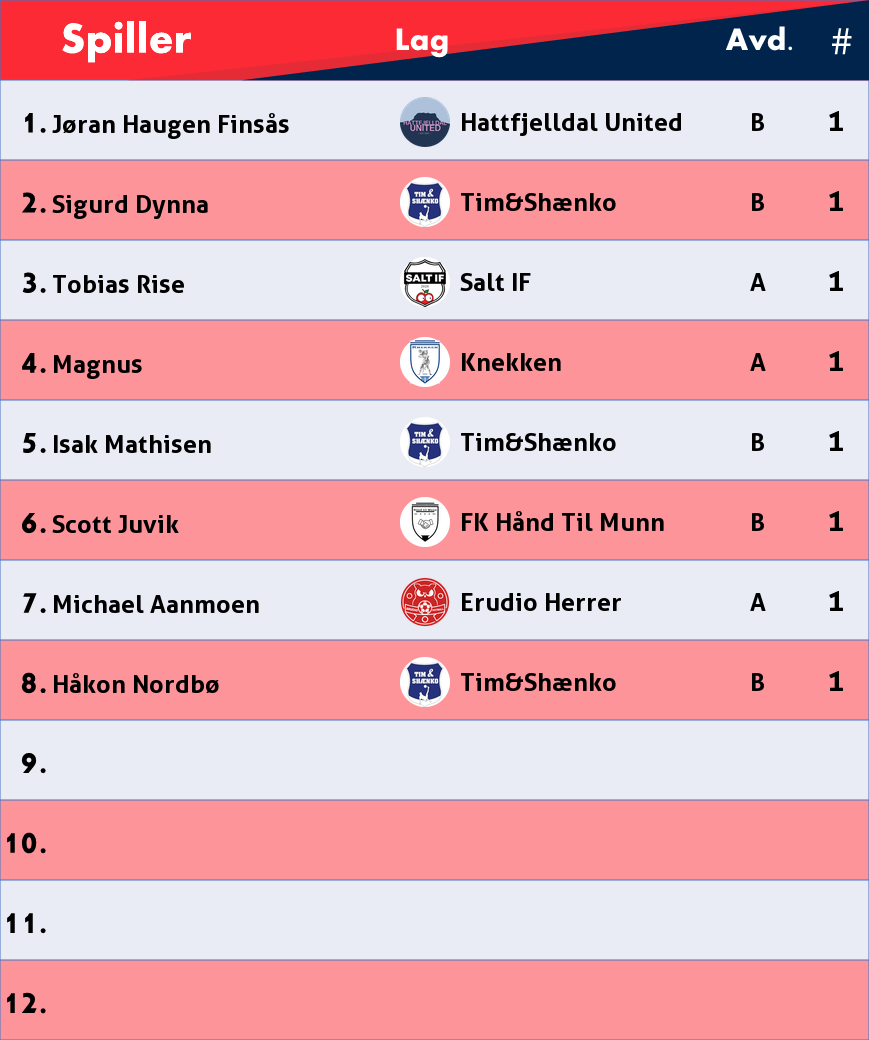 Spiller Lag Avd. #
1. Jøran Haugen Finsås HATTFJELLDAL UNITED Hattfjelldal United B 1
2. Sigurd Dynna TIM & SHÆNKO Tim&Shænko B 1
3. Tobias Rise SALT IF Salt IF A 1
4. Magnus Knekken A 1
5. Isak Mathisen TIM & SHÆNKO Tim&Shænko B 1
6. Scott Juvik FK Hånd Til Munn B 1
7. Michael Aanmoen Erudio Herrer A 1
8. Håkon Nordbø TIM & SHÆNKO Tim&Shænko B 1
9.
10.
11.
12.